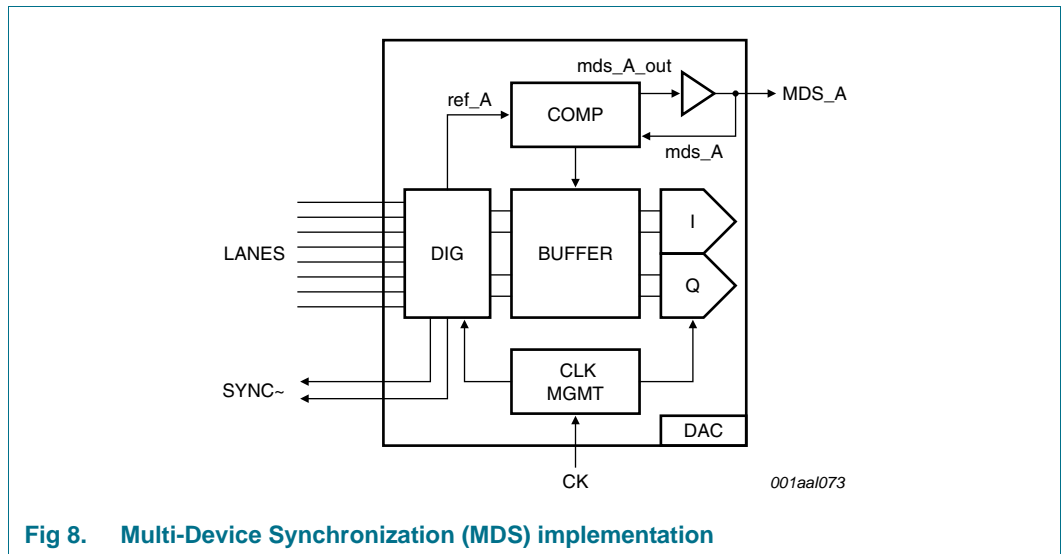 mds_A_out
MDS_A
ref_A
COMP
mds_A
LANES
DIG
BUFFER
I
Q
SYNC~
CLK
MGMT
DAC
CK
001aal073
Fig 8. Multi-Device Synchronization (MDS) implementation